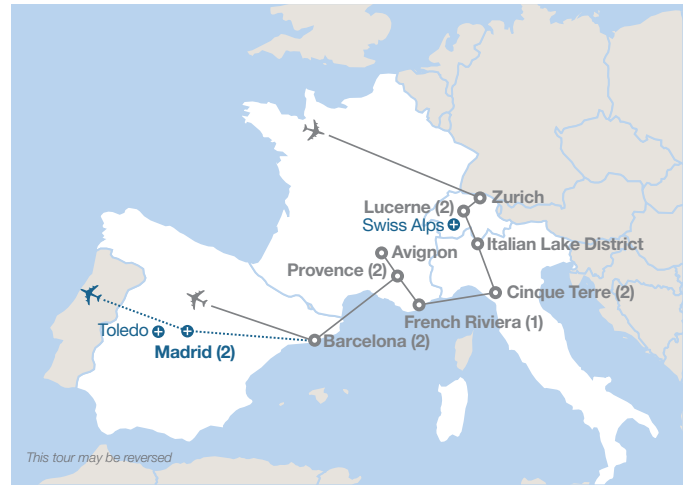 Zurich
Lucerne (2)
Swiss Alps
Italian Lake District
Avignon
Provence (2)
Cinque Terre (2)
French Riviera (1)
Toledo
Barcelona (2)
Madrid (2)
This tour may be reversed